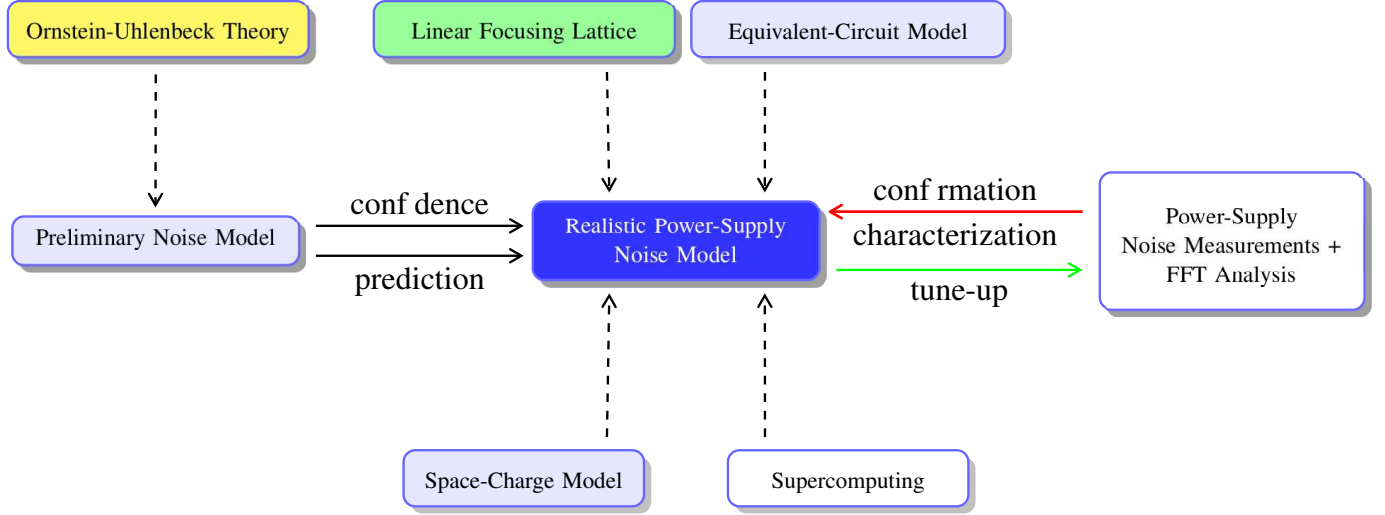 Ornstein-Uhlenbeck Theory
Linear Focusing Lattice
Equivalent-Circuit Model
Preliminary Noise Model
conf dence
prediction
Realistic Power-Supply
Noise Model
conf rmation
characterization
tune-up
Power-Supply
Noise Measurements +
FFT Analysis
Space-Charge Model
Supercomputing